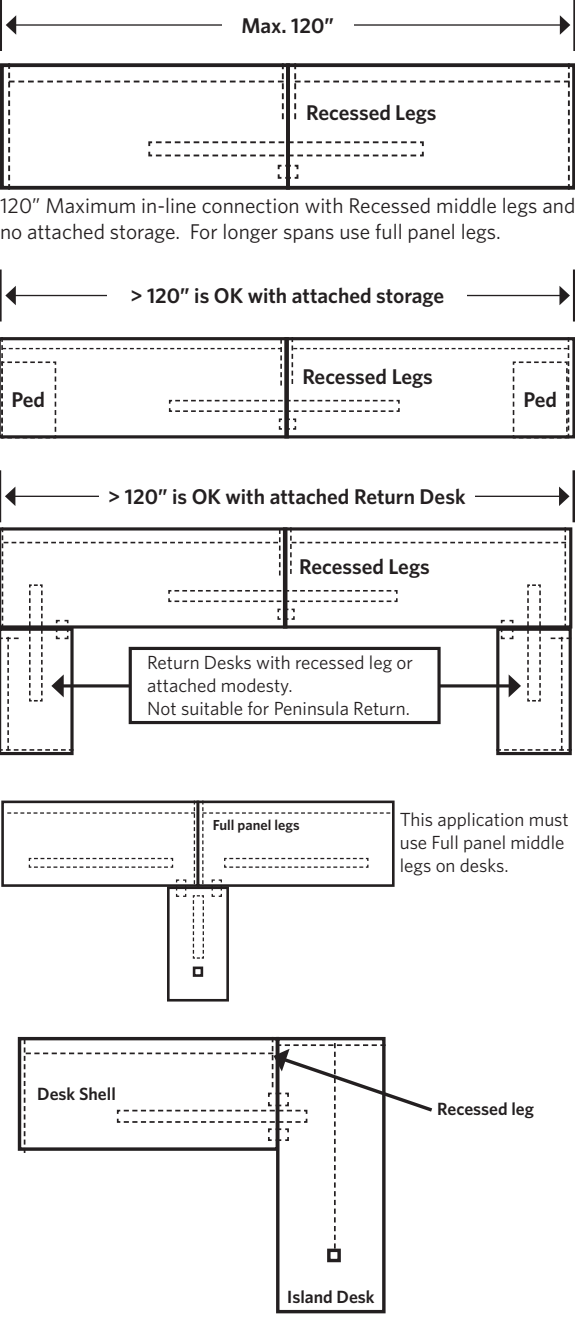 Max. 120”
Recessed Legs
120” Maximum in-line connection with Recessed middle legs and
no attached storage.  For longer spans use full panel legs.
> 120” is OK with attached storage
Recessed Legs
Ped
Ped
> 120” is OK with attached Return Desk
Recessed Legs
Return Desks with recessed leg or
attached modesty.
Not suitable for Peninsula Return.
Full panel legs
This application must
use Full panel middle
legs on desks.
Desk Shell
Recessed leg
Island Desk